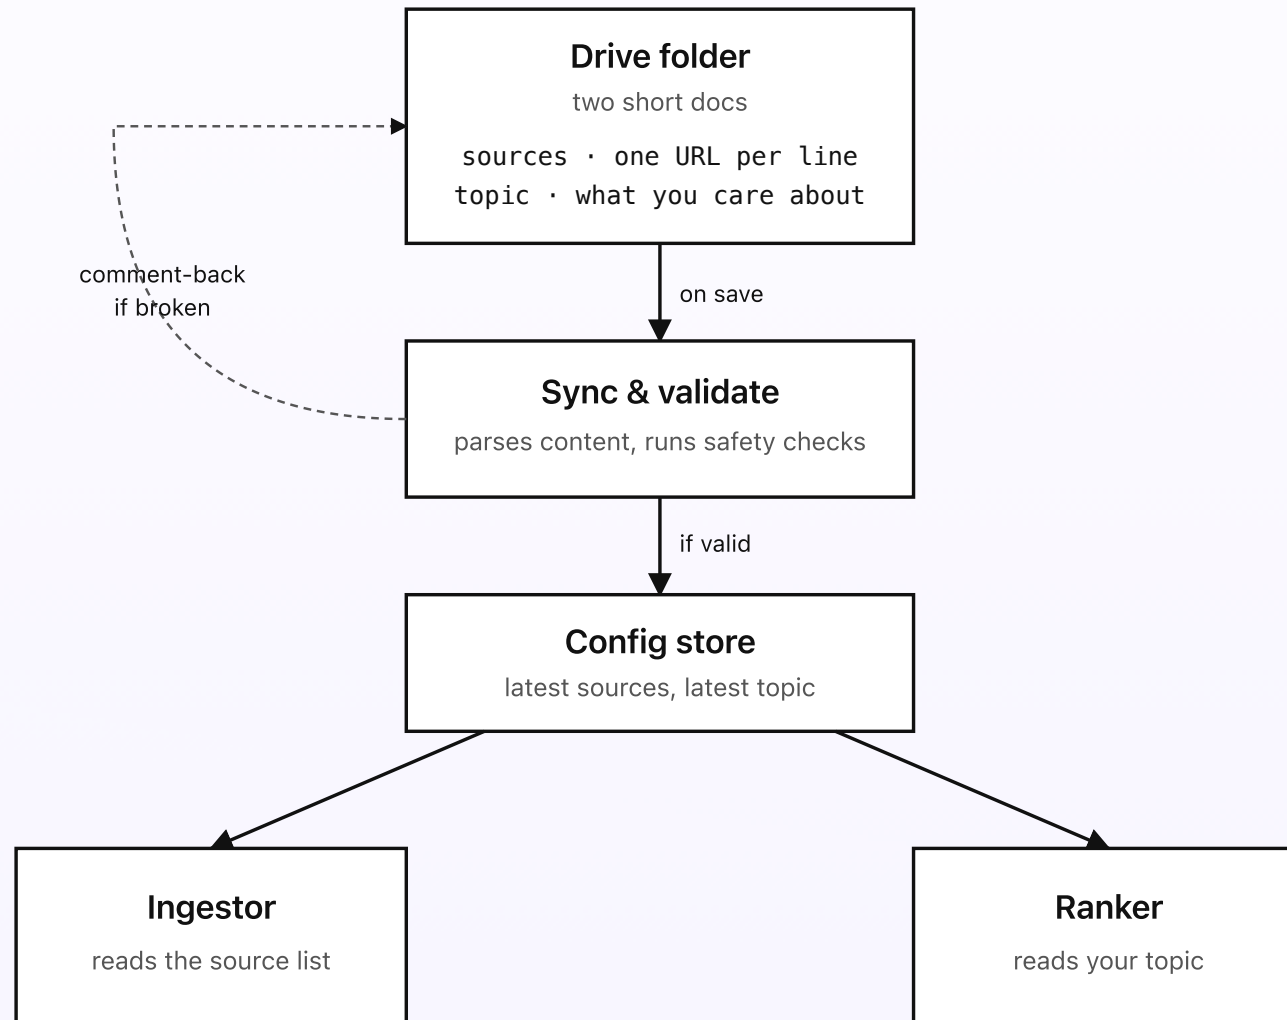 Drive folder
two short docs
sources · one URL per line
topic · what you care about
comment-back
if broken
on save
Sync & validate
parses content, runs safety checks
if valid
Config store
latest sources, latest topic
Ingestor
reads the source list
Ranker
reads your topic